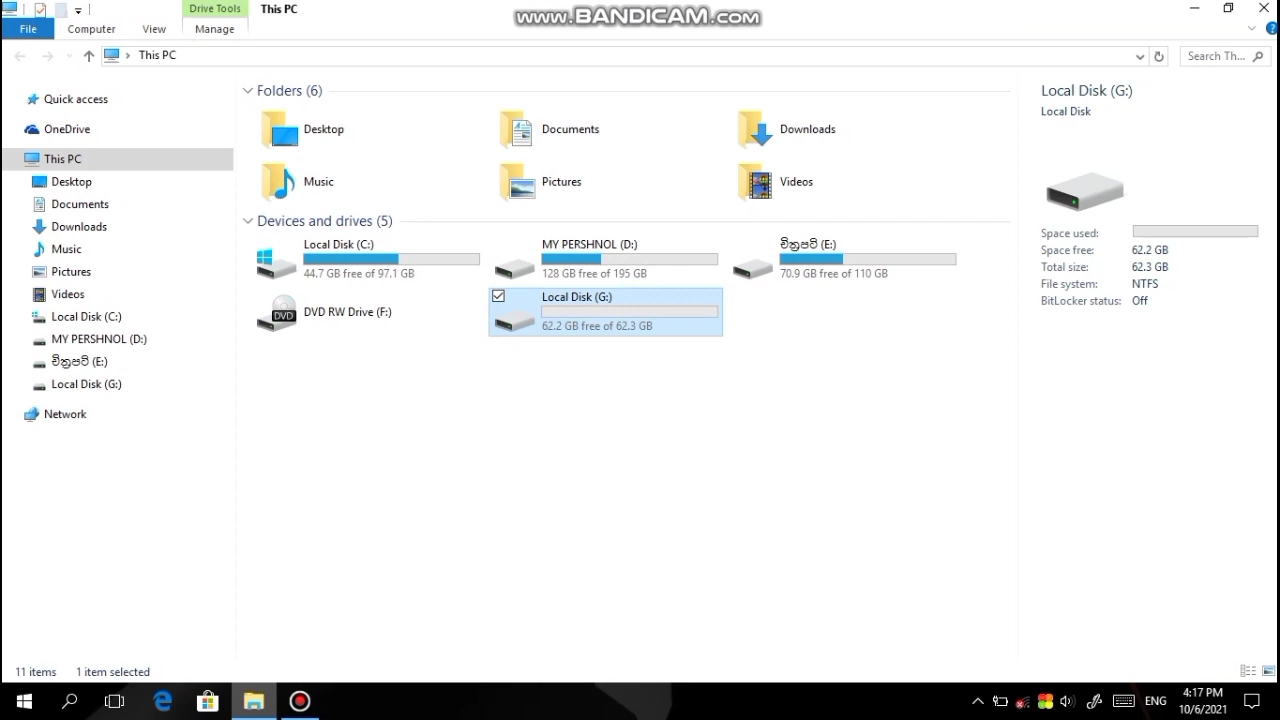 Drive Tools This PC
www.BANDICAM.com
File Computer View Manage
This PC
Search Th...
Quick access
OneDrive
This PC
Desktop
Documents
Downloads
Music
Pictures
Videos
Local Disk (C:)
MY PERSHNOL (D:)
චිත්‍රපටි (E:)
Local Disk (G:)
Network
Folders (6)
Desktop
Documents
Downloads
Music
Pictures
Videos
Devices and drives (5)
Local Disk (C:)
44.7 GB free of 97.1 GB
MY PERSHNOL (D:)
128 GB free of 195 GB
චිත්‍රපටි (E:)
70.9 GB free of 110 GB
DVD
DVD RW Drive (F:)
Local Disk (G:)
62.2 GB free of 62.3 GB
Local Disk (G:)
Local Disk
Space used:
Space free: 62.2 GB
Total size: 62.3 GB
File system: NTFS
BitLocker status: Off
11 items 1 item selected
ENG
4:17 PM
10/6/2021